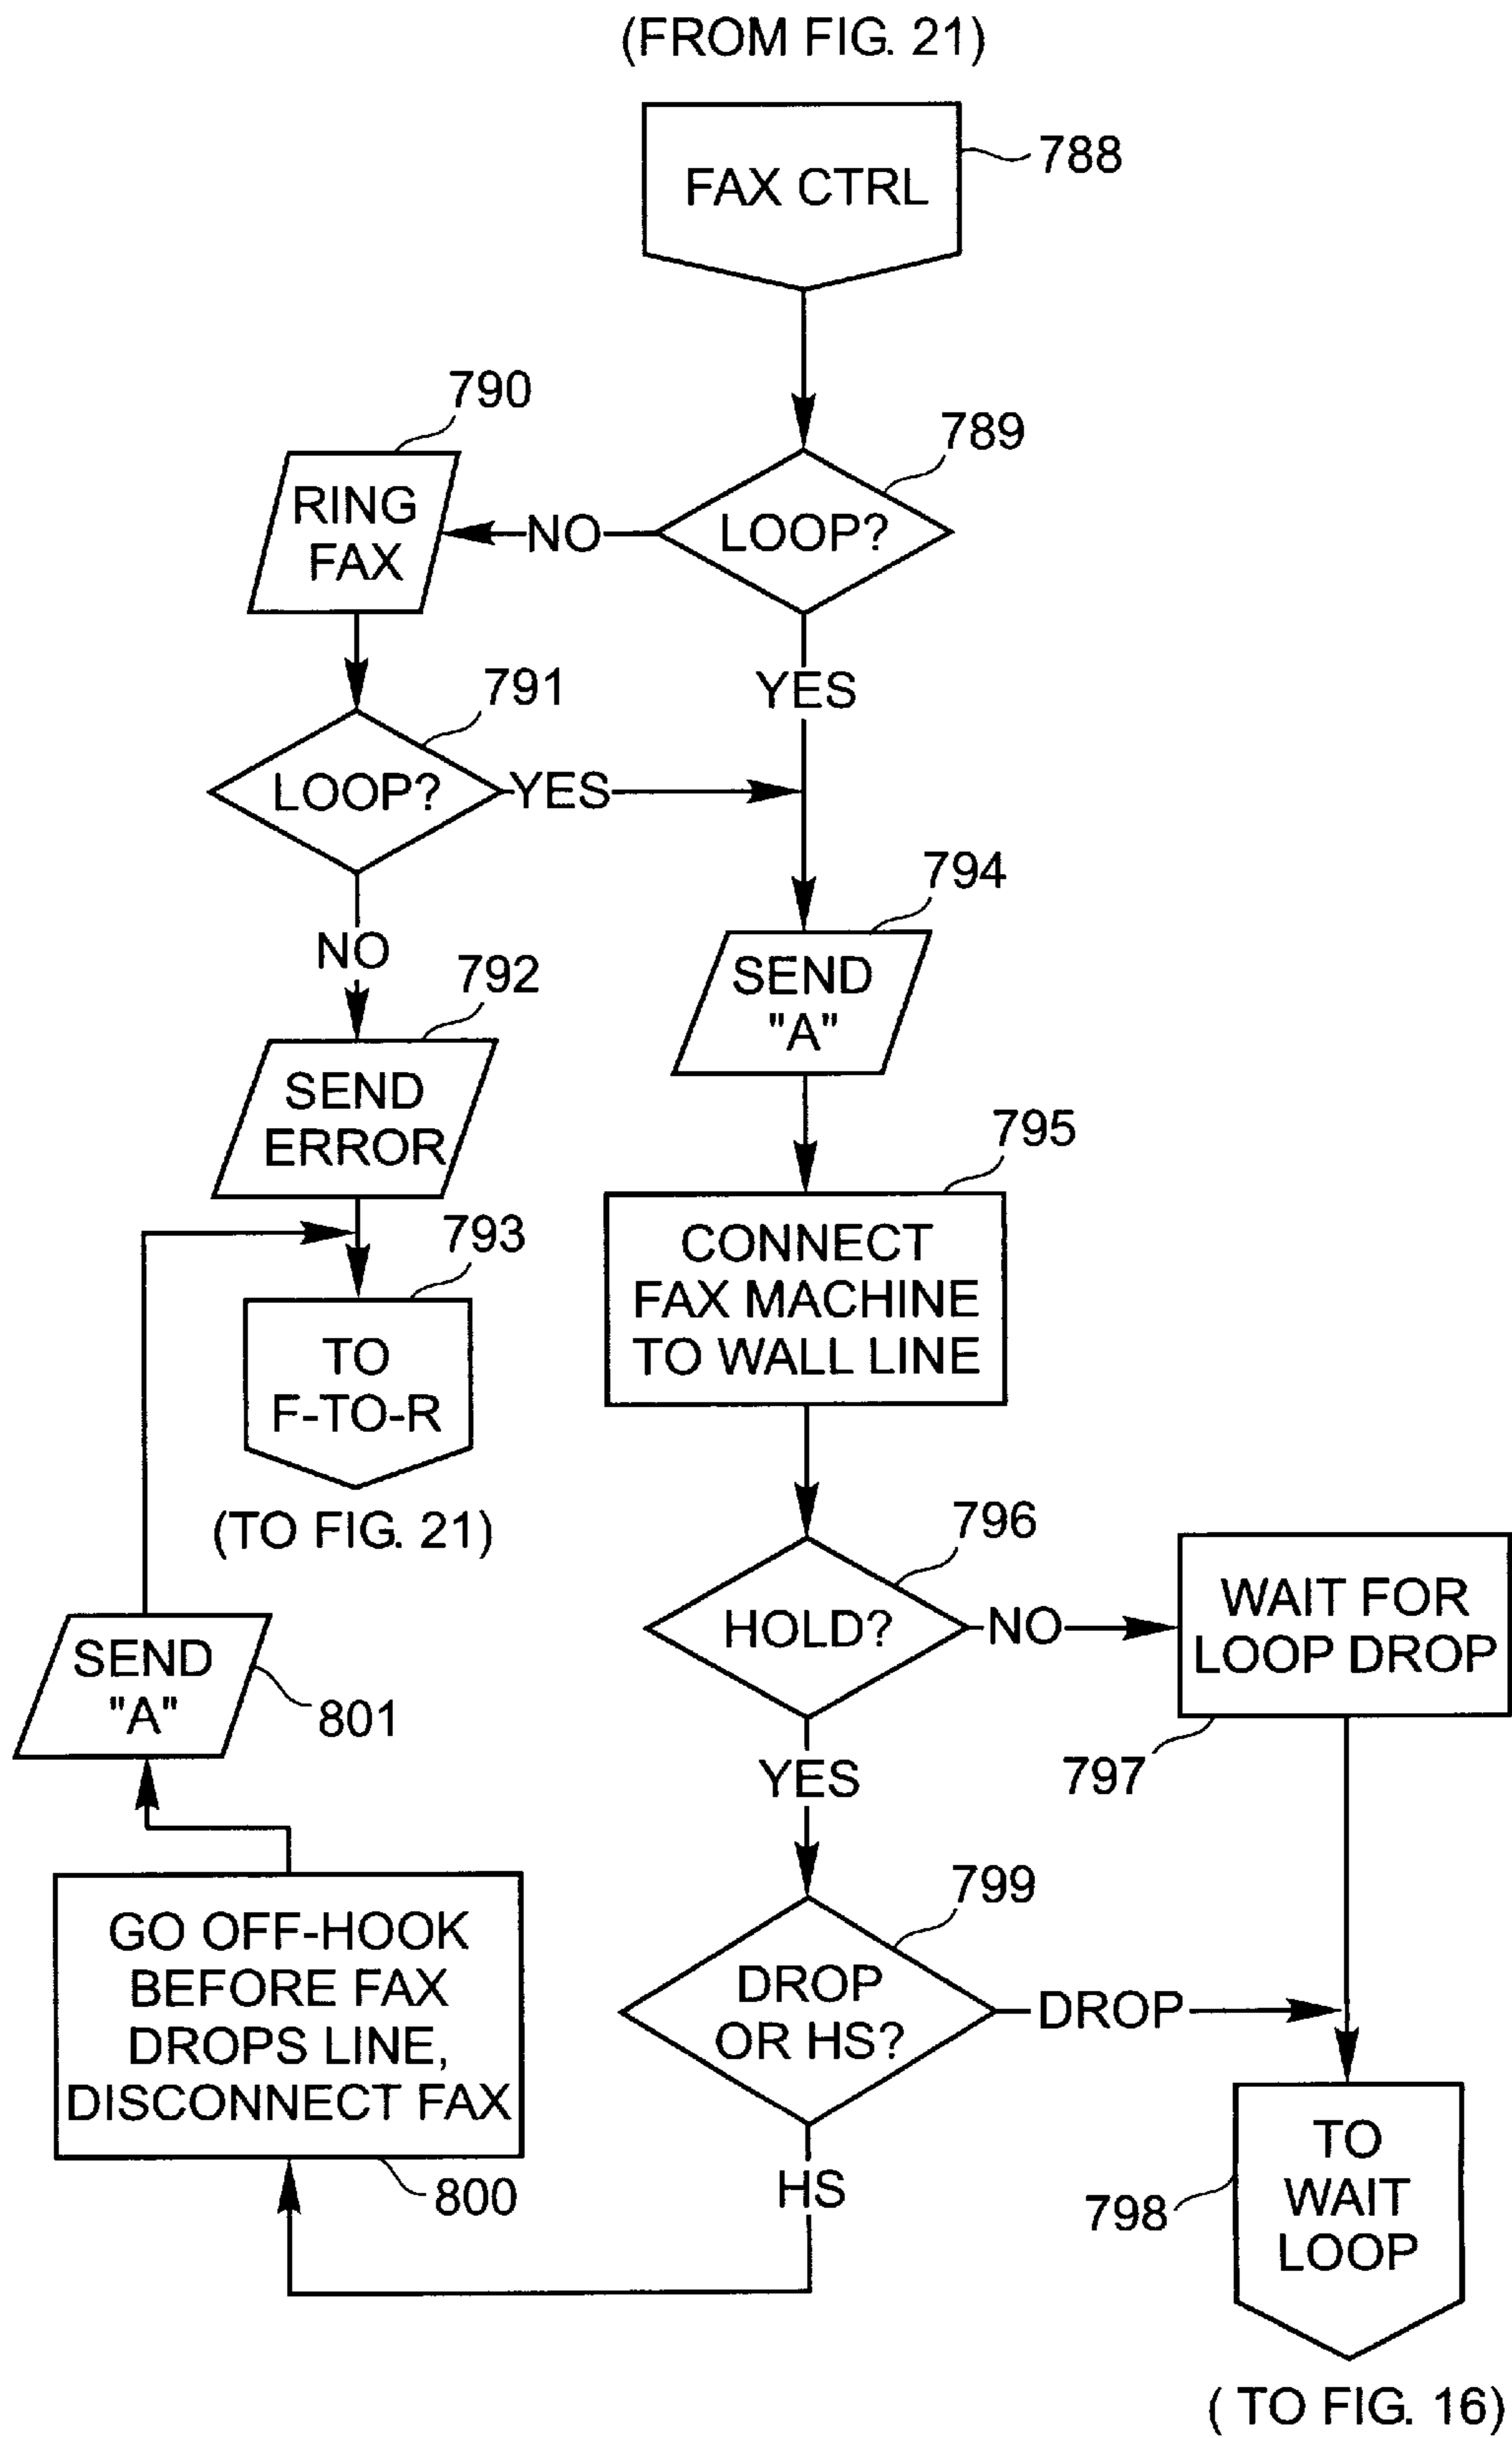 (FROM FIG. 21)
FAX CTRL
788
790
789
RING
FAX
NO
LOOP?
791
YES
LOOP?
YES
794
NO
792
SEND
"A"
SEND
ERROR
795
793
CONNECT
FAX MACHINE
TO WALL LINE
TO
F-TO-R
(TO FIG. 21)
796
HOLD?
NO
WAIT FOR
LOOP DROP
SEND
"A"
801
YES
797
799
GO OFF-HOOK
BEFORE FAX
DROPS LINE,
DISCONNECT FAX
DROP
OR HS?
DROP
800
HS
798
TO
WAIT
LOOP
( TO FIG. 16)